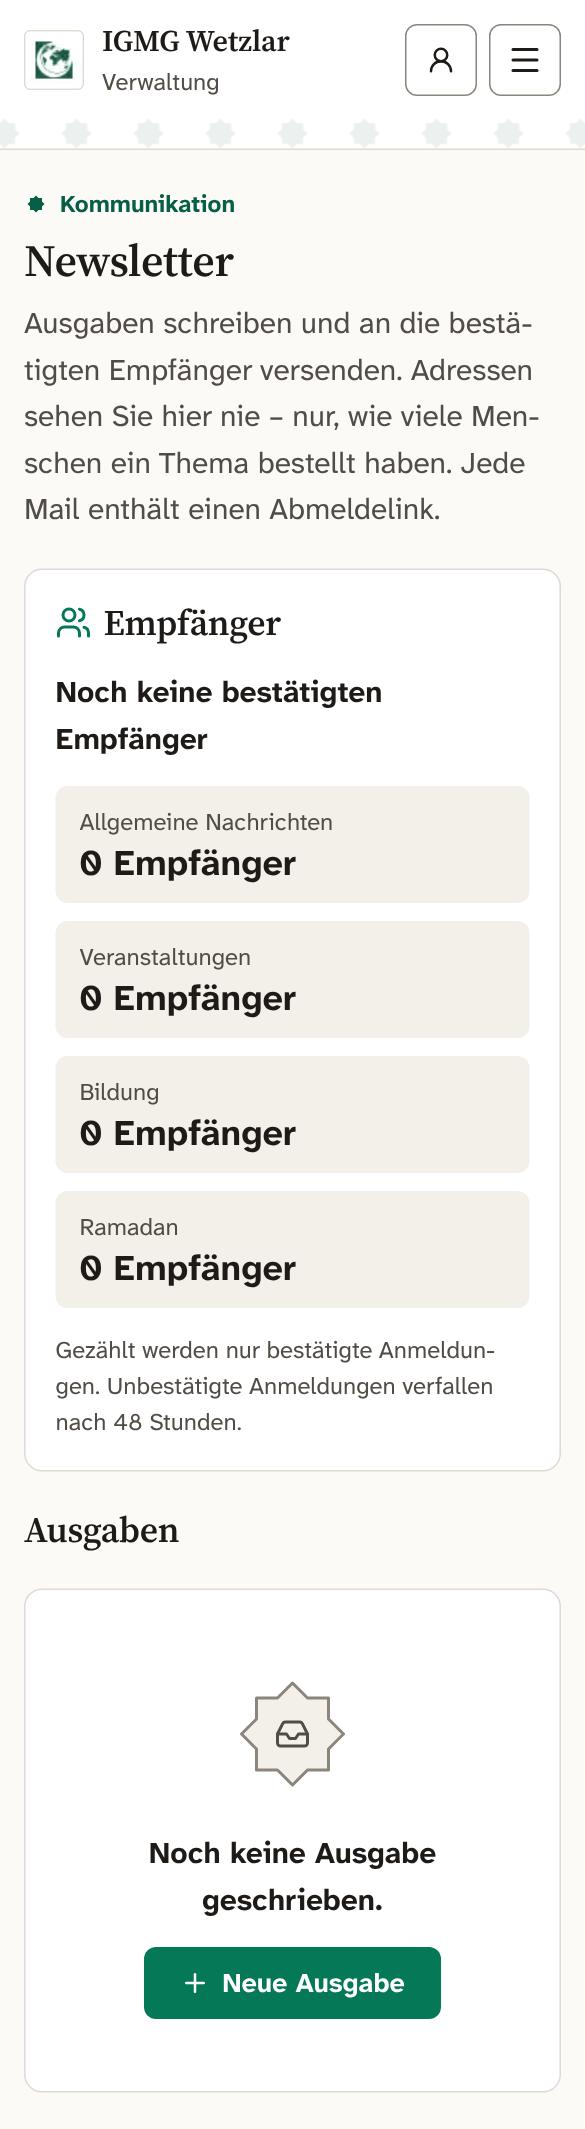 IGMG Wetzlar
Verwaltung
Kommunikation
Newsletter
Ausgaben schreiben und an die bestä-
tigten Empfänger versenden. Adressen
sehen Sie hier nie – nur, wie viele Men-
schen ein Thema bestellt haben. Jede
Mail enthält einen Abmeldelink.
Empfänger
Noch keine bestätigten
Empfänger
Allgemeine Nachrichten
0 Empfänger
Veranstaltungen
0 Empfänger
Bildung
0 Empfänger
Ramadan
0 Empfänger
Gezählt werden nur bestätigte Anmeldun-
gen. Unbestätigte Anmeldungen verfallen
nach 48 Stunden.
Ausgaben
Noch keine Ausgabe
geschrieben.
Neue Ausgabe